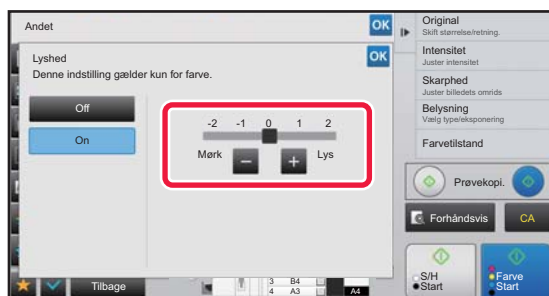 Andet
OK
Lyshed
OK
Denne indstilling gælder kun for farve.
Off
On
-2 -1 0 1 2
Mørk
Lys
Tilbage
3 B4
4 A3
A4
Original
Skift størrelse/retning.
Intensitet
Juster intensitet
Skarphed
Juster billedets omrids
Belysning
Vælg type/eksponering
Farvetilstand
Prøvekopi.
Forhåndsvis
CA
S/H
Start
Farve
Start